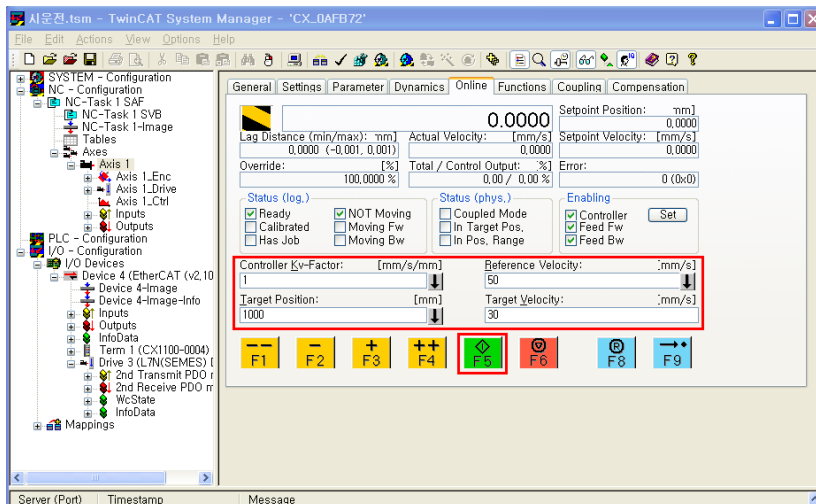 시운전.tsm - TwinCAT System Manager - 'CX_0AFB72'
File Edit Actions View Options Help
SYSTEM - Configuration
NC - Configuration
NC-Task 1 SAF
NC-Task 1 SVB
NC-Task 1-Image
Tables
Axes
Axis 1
Axis 1_Enc
Axis 1_Drive
Axis 1_Ctrl
Inputs
Outputs
PLC - Configuration
I/O - Configuration
I/O Devices
Device 4 (EtherCAT (v2,10
Device 4-Image
Device 4-Image-Info
Inputs
Outputs
InfoData
Term 1 (CX1100-0004)
Drive 3 (L7N(SEMES) [
2nd Transmit PDO r
2nd Receive PDO m
WcState
InfoData
Mappings
General Settings Parameter Dynamics Online Functions Coupling Compensation
0.0000
Setpoint Position: mm]
0,0000
Lag Distance (min/max): mm] Actual Velocity: [mm/s] Setpoint Velocity: [mm/s]
0,0000 (-0,001, 0,001) 0,0000 0,0000
Override: [%] Total / Control Output: %] Error:
100,0000 % 0,00 / 0,00 % 0 (0x0)
Status (log,) Status (phys,) Enabling
Ready NOT Moving Coupled Mode Controller Set
Calibrated Moving Fw In Target Pos, Feed Fw
Has Job Moving Bw In Pos, Range Feed Bw
Controller Kv-Factor: [mm/s/mm] Reference Velocity: [mm/s]
1 50
Target Position: [mm] Target Velocity: [mm/s]
1000 30
-- - + ++ ® →•
F1 F2 F3 F4 F5 F6 F8 F9
Server (Port) Timestamp Message